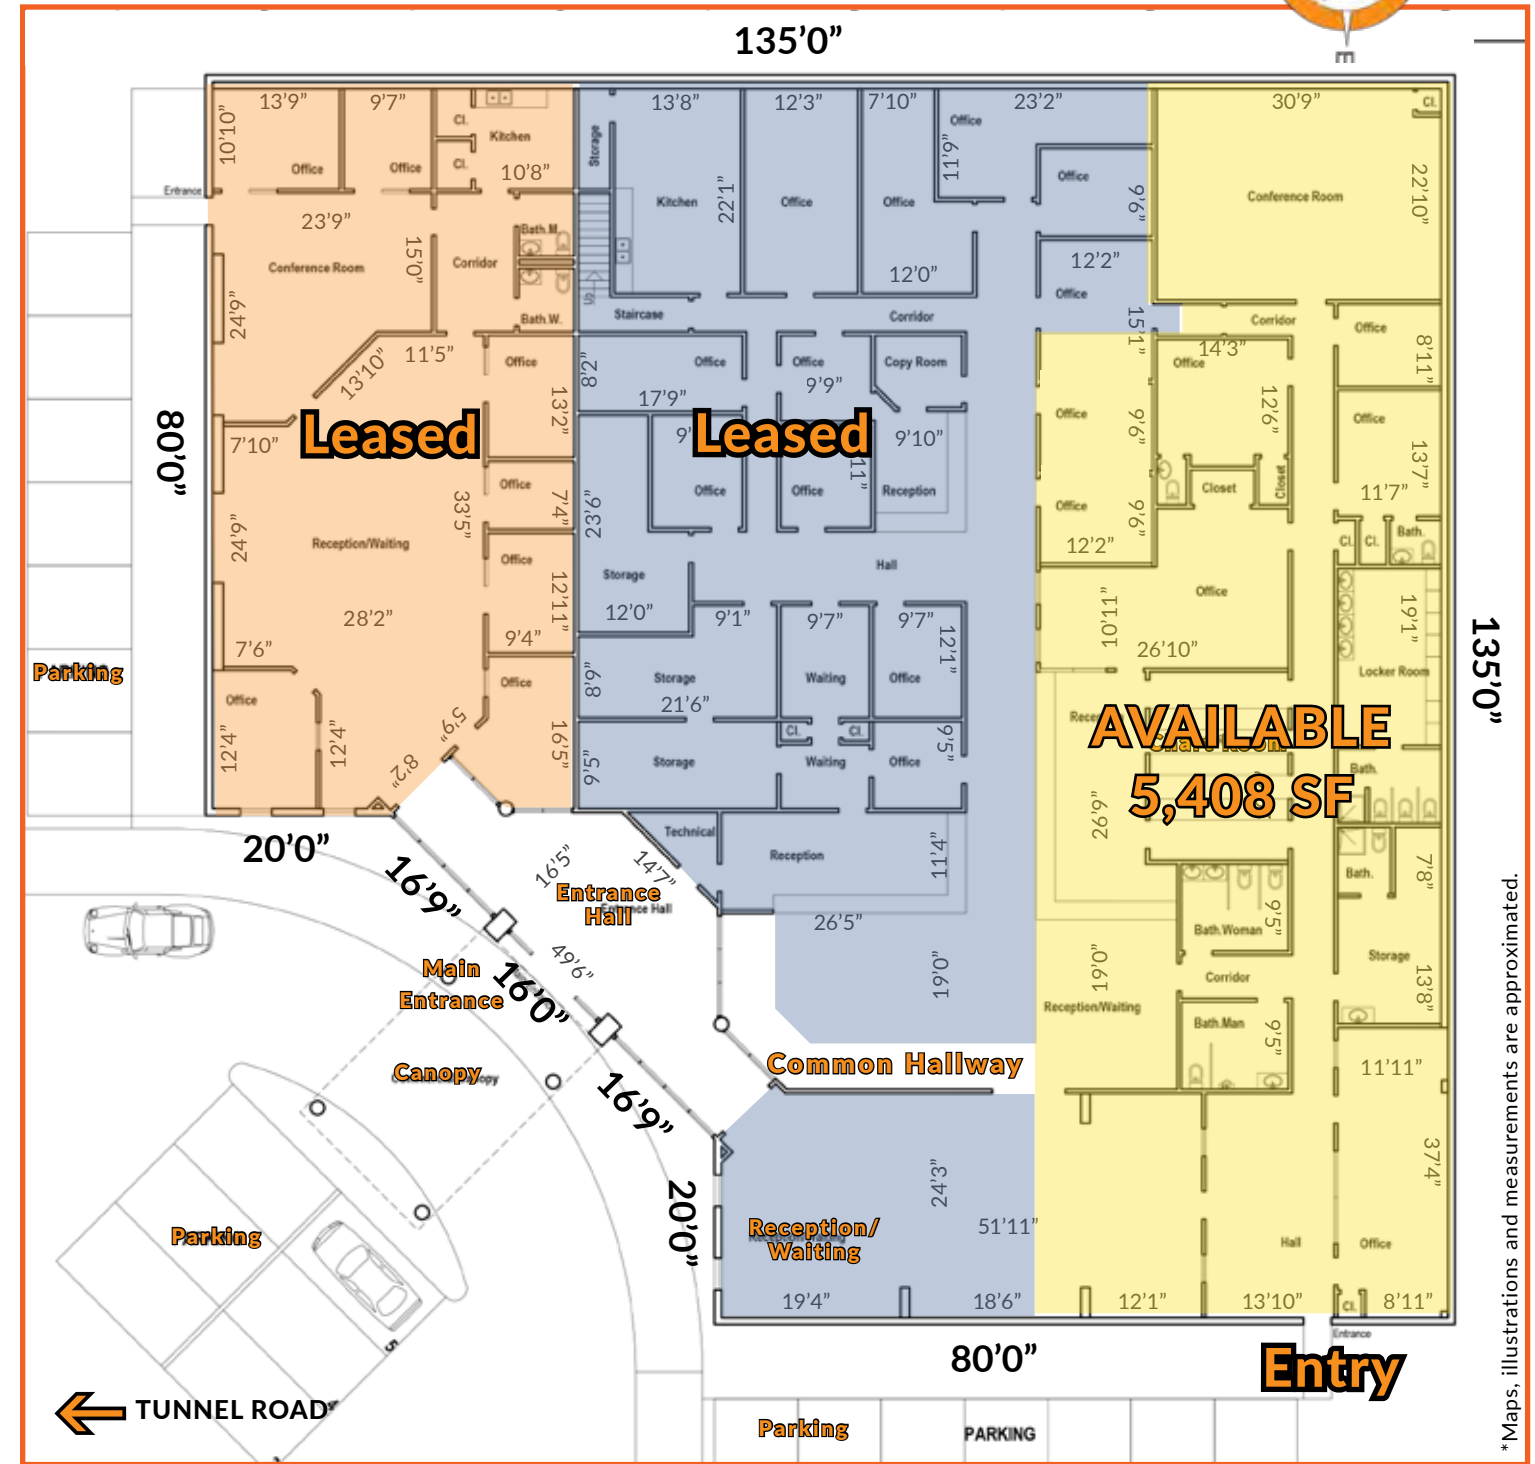 E
135’0”
13’9”
9’7”
13’8”
12’3”
7’10”
23’2”
30’9”
Cl.
10’10”
Cl.
Kitchen
Storage
Office
11’9”
Office
Office
Cl.
10’8”
Office
Entrance
22’1”
Kitchen
Office
Office
9’6”
Conference Room
22’10”
23’9”
Bath.M.
15’0”
Conference Room
Corridor
12’0”
12’2”
Office
24’9”
Bath.W.
Staircase
Corridor
15’1”
Corridor
Office
13’10”
11’5”
Office
8’2”
Office
Office
Copy Room
14’3”
Office
8’11”
9’9”
17’9”
13’2”
12’6”
80’0”
Leased
Leased
Office
9’6”
Office
7’10”
9’
9’10”
13’7”
11”
33’5”
Office
7’4”
23’6”
Office
Office
Reception
Closet
Closet
11’7”
Office
9’6”
24’9”
Reception/Waiting
12’2”
Cl.
Cl.
Bath.
Office
12’11”
Storage
Hall
Office
28’2”
12’0”
9’1”
9’7”
9’7”
12’1”
10’11”
19’1”
9’4”
26’10”
7’6”
Parking
Locker Room
135’0”
Office
Office
8’9”
Storage
Waiting
Office
21’6”
5’9”
AVAILABLE
5,408 SF
12’4”
12’4”
16’5”
Cl.
Cl.
9’5”
8’2”
9’5”
Storage
Waiting
Office
Bath.
26’9”
20’0”
Technical
Reception
11’4”
16’9”
16’5”
14’7”
Bath.
7’8”
Entrance
Hall
26’5”
9’5”
Bath.Woman
49’6”
Main
Entrance
16’0”
19’0”
19’0”
Storage
Corridor
13’8”
Reception/Waiting
Bath.Man
9’5”
Canopy
Common Hallway
11’11”
16’9”
37’4”
24’3”
20’0”
Parking
Reception/
Waiting
51’11”
Hall
Office
19’4”
18’6”
12’1”
13’10”
Cl.
8’11”
Entrance
80’0”
Entry
TUNNEL ROAD
Parking
PARKING
*Maps, illustrations and measurements are approximated.